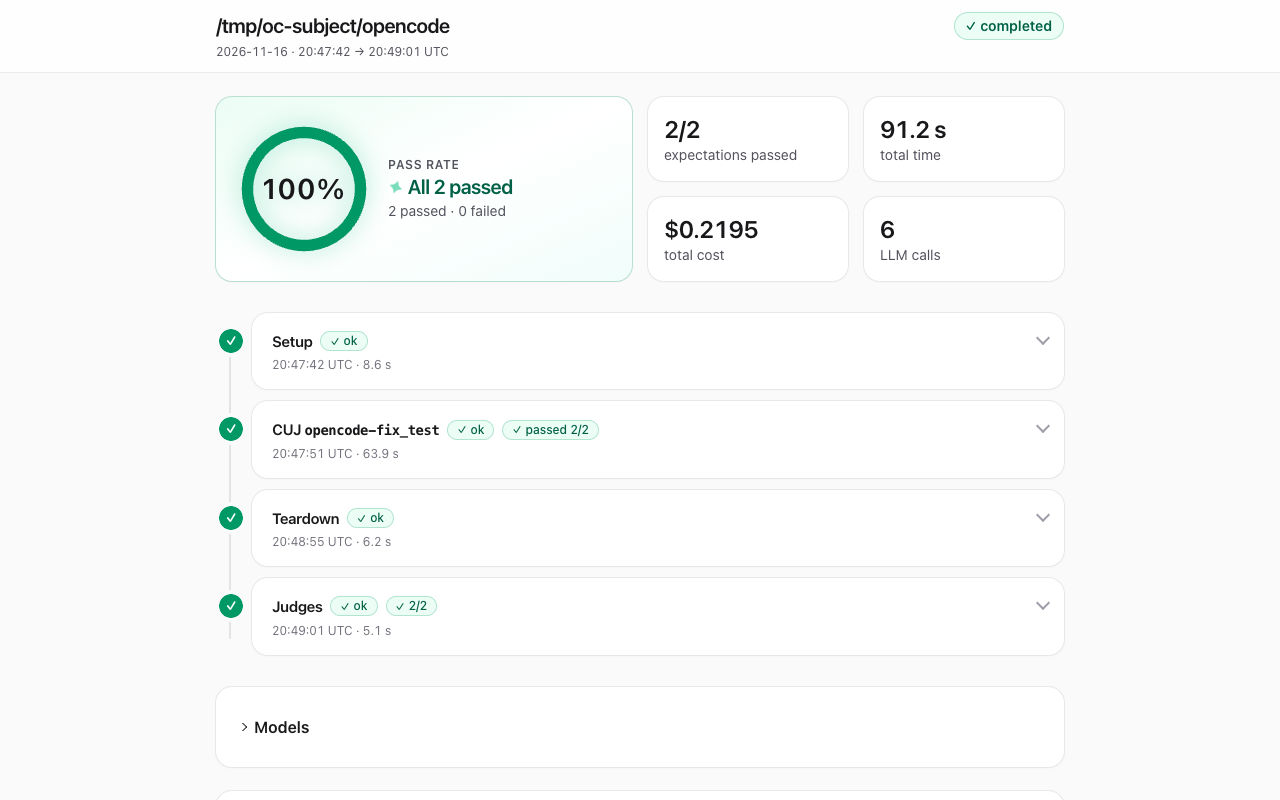 /tmp/oc-subject/opencode
completed
2026-11-16 · 20:47:42 → 20:49:01 UTC
100%
PASS RATE
All 2 passed
2 passed · 0 failed
2/2
expectations passed
91.2 s
total time
$0.2195
total cost
6
LLM calls
Setup ok
20:47:42 UTC · 8.6 s
CUJ opencode-fix_test ok passed 2/2
20:47:51 UTC · 63.9 s
Teardown ok
20:48:55 UTC · 6.2 s
Judges ok 2/2
20:49:01 UTC · 5.1 s
Models